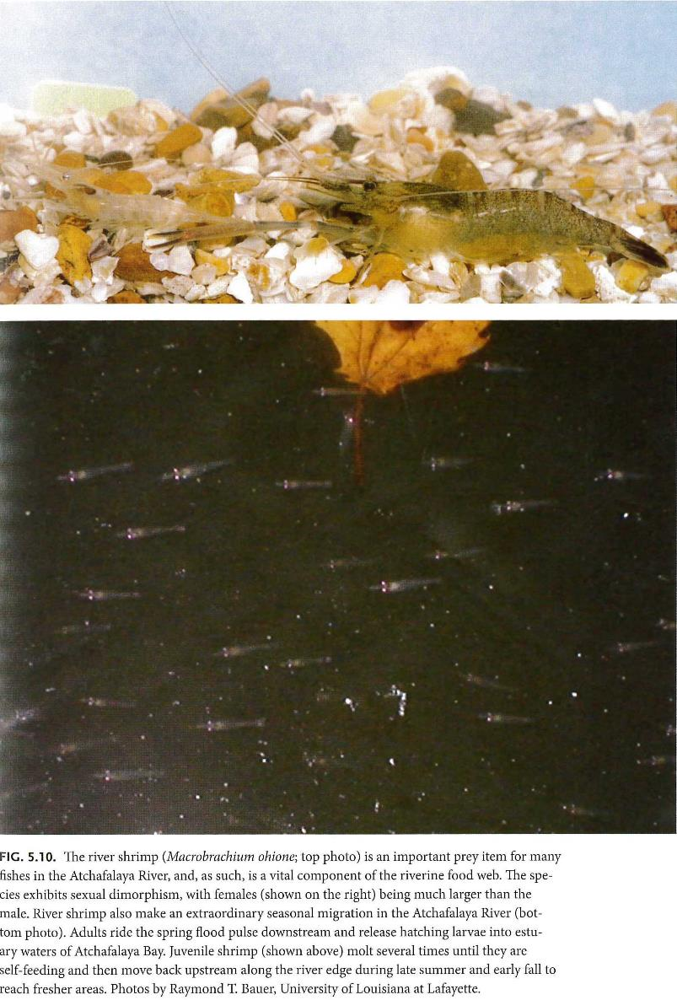 FIG. 5.10. The river shrimp (Macrobrachium ohione; top photo) is an important prey item for many
fishes in the Atchafalaya River, and, as such, is a vital component of the riverine food web. The spe-
cies exhibits sexual dimorphism, with females (shown on the right) being much larger than the
male. River shrimp also make an extraordinary seasonal migration in the Atchafalaya River (bot-
tom photo). Adults ride the spring flood pulse downstream and release hatching larvae into estu-
ary waters of Atchafalaya Bay. Juvenile shrimp (shown above) molt several times until they are
self-feeding and then move back upstream along the river edge during late summer and early fall to
reach fresher areas. Photos by Raymond T. Bauer, University of Louisiana at Lafayette.